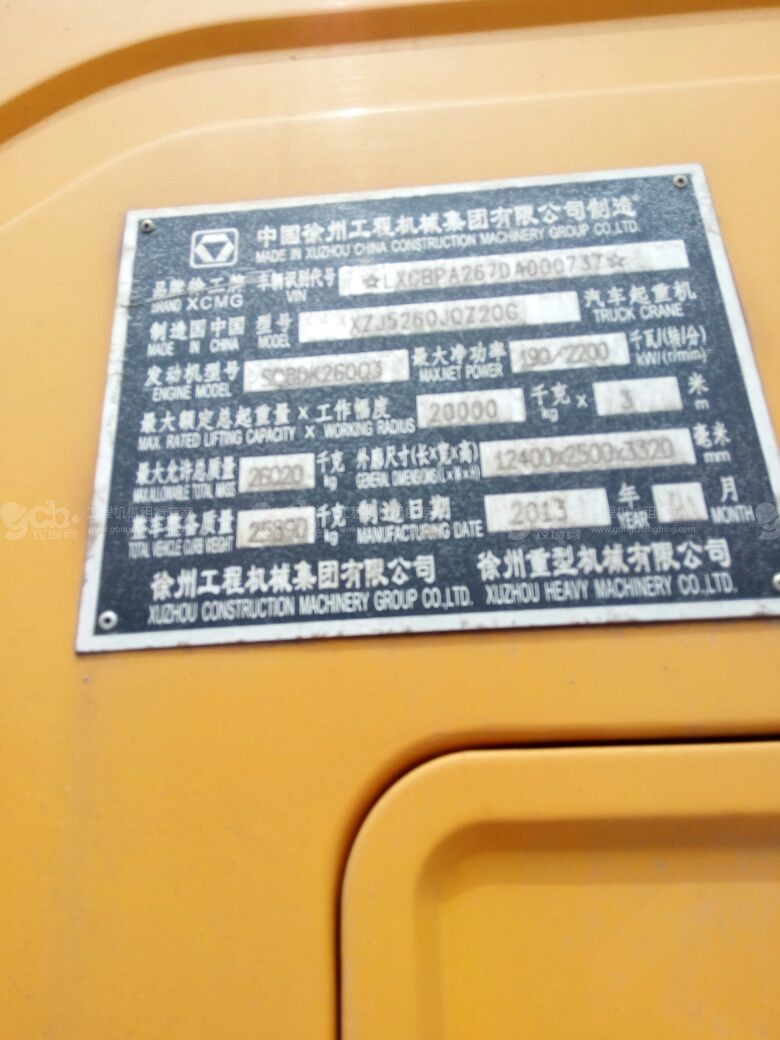 中国徐州工程机械集团有限公司制造
MADE IN XUZHOU CHINA CONSTRUCTION MACHINERY GROUP CO.,LTD.
品牌 徐工牌 车辆识别代号 ☆LXGBPA267DA000737☆
BRAND XCMG VIN
制造国 中国 型号 XZJ5260JQZ20G 汽车起重机
MADE IN CHINA MODEL TRUCK CRANE
发动机型号 SC8DK260Q3 最大净功率 190/2200 千瓦/(转/分)
ENGINE MODEL MAX.NET POWER kW/(r/min)
最大额定总起重量 × 工作幅度 20000 千克 × 3 米
MAX. RATED LIFTING CAPACITY × WORKING RADIUS kg m
最大允许总质量 26020 千克 外廓尺寸(长×宽×高) 12400x2500x3320 毫米
MAX.ALLOWABLE TOTAL MASS kg GENERAL DIMENSIONS(L×W×H) mm
整车整备质量 25890 千克 制造日期 2013 年 01 月
TOTAL VEHICLE CURB WEIGHT kg MANUFACTURING DATE YEAR MONTH
徐州工程机械集团有限公司 徐州重型机械有限公司
XUZHOU CONSTRUCTION MACHINERY GROUP CO.,LTD. XUZHOU HEAVY MACHINERY CO.,LTD.